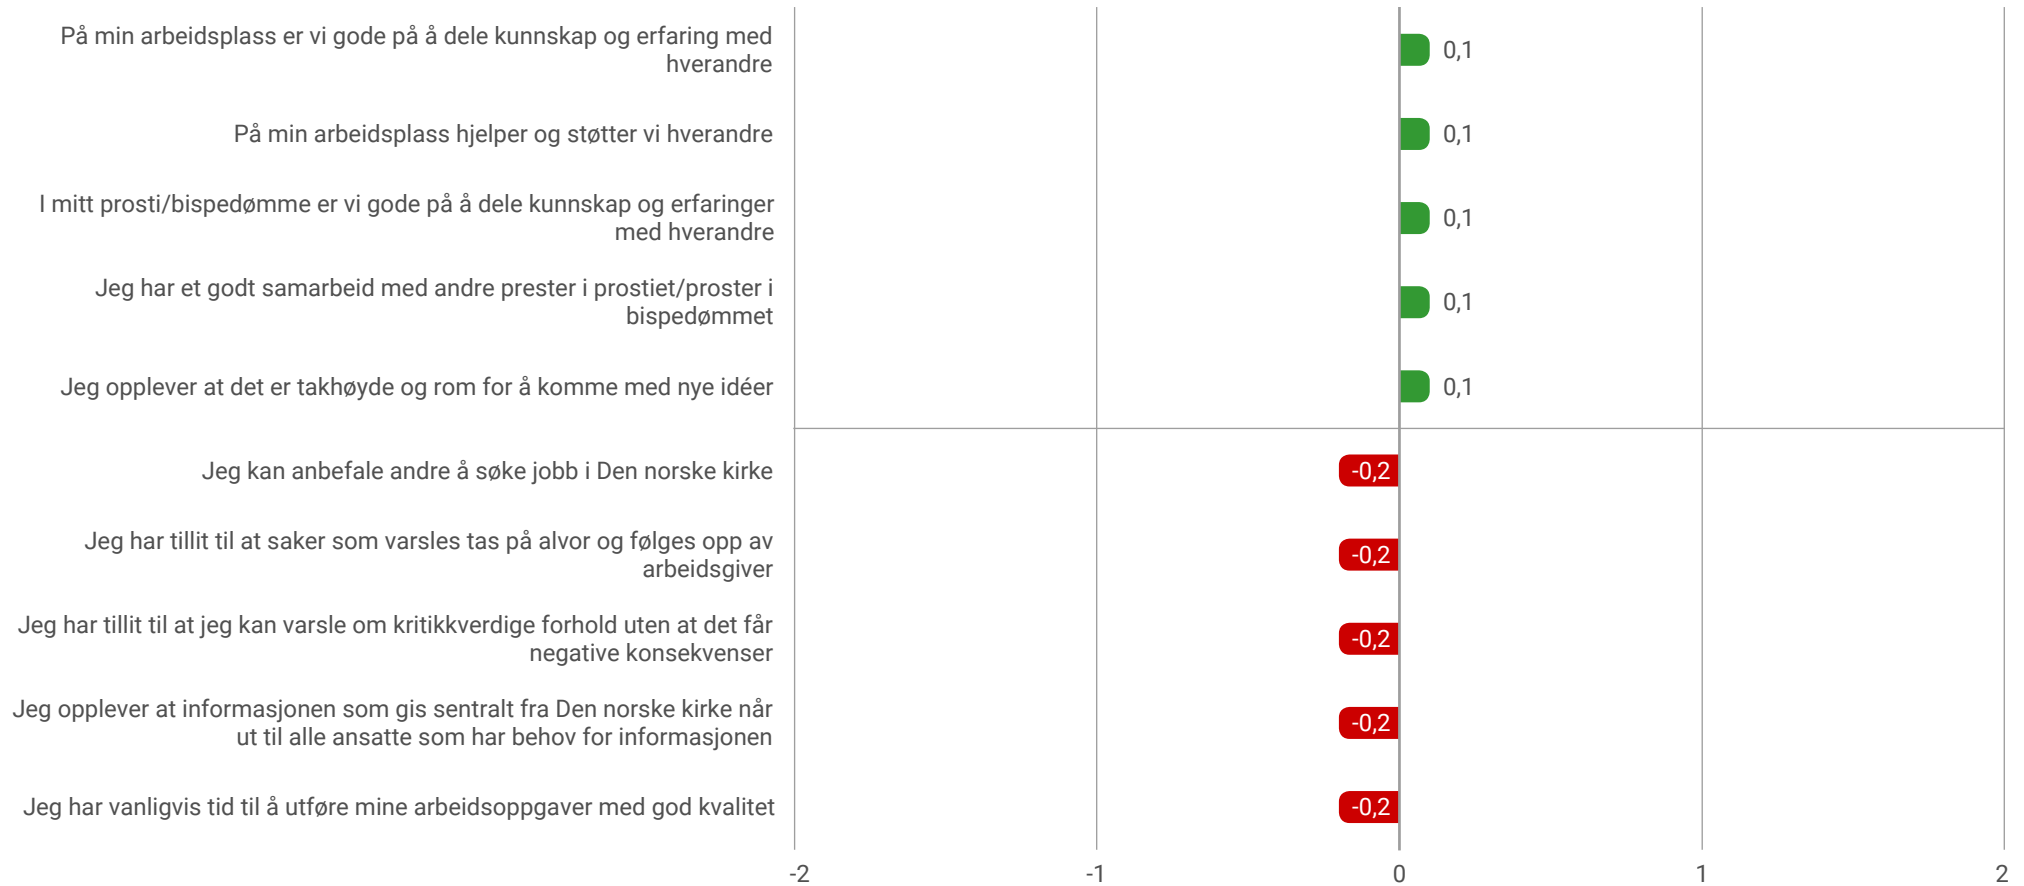 På min arbeidsplass er vi gode på å dele kunnskap og erfaring med
hverandre
0,1
På min arbeidsplass hjelper og støtter vi hverandre
0,1
I mitt prosti/bispedømme er vi gode på å dele kunnskap og erfaringer
med hverandre
0,1
Jeg har et godt samarbeid med andre prester i prostiet/proster i
bispedømmet
0,1
Jeg opplever at det er takhøyde og rom for å komme med nye idéer
0,1
Jeg kan anbefale andre å søke jobb i Den norske kirke
-0,2
Jeg har tillit til at saker som varsles tas på alvor og følges opp av
arbeidsgiver
-0,2
Jeg har tillit til at jeg kan varsle om kritikkverdige forhold uten at det får
negative konsekvenser
-0,2
Jeg opplever at informasjonen som gis sentralt fra Den norske kirke når
ut til alle ansatte som har behov for informasjonen
-0,2
Jeg har vanligvis tid til å utføre mine arbeidsoppgaver med god kvalitet
-0,2
-2 -1 0 1 2